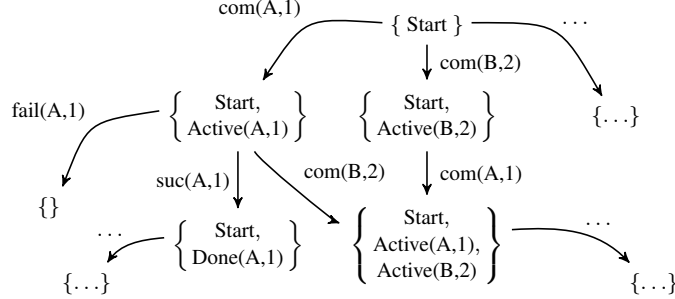 com(A,1)
{ Start }
. . .
com(B,2)
fail(A,1)
{ Start,
Active(A,1) }
{ Start,
Active(B,2) }
{. . .}
suc(A,1)
com(B,2)
com(A,1)
{}
. . .
{ Start,
Done(A,1) }
{ Start,
Active(A,1),
Active(B,2) }
. . .
{. . .}
{. . .}